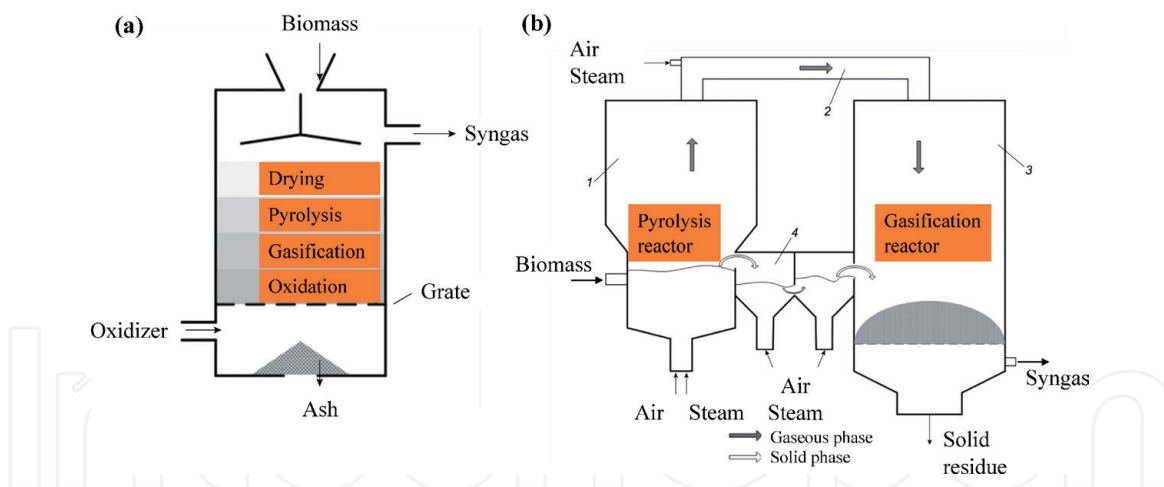 (a)
Biomass
Syngas
Drying
Pyrolysis
Gasification
Oxidation
Grate
Oxidizer
Ash
(b)
Air
Steam
2
1
3
Pyrolysis
reactor
Gasification
reactor
4
Biomass
Air Steam
Air
Steam
Syngas
Gaseous phase
Solid phase
Solid
residue